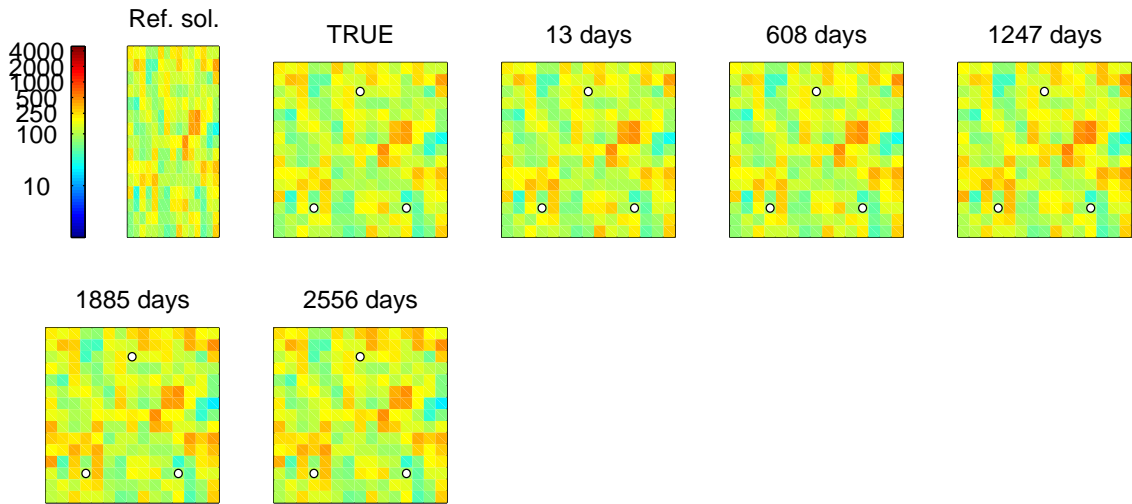 Ref. sol.
TRUE
13 days
608 days
1247 days
4000
2000
1000
500
250
100
10
1885 days
2556 days